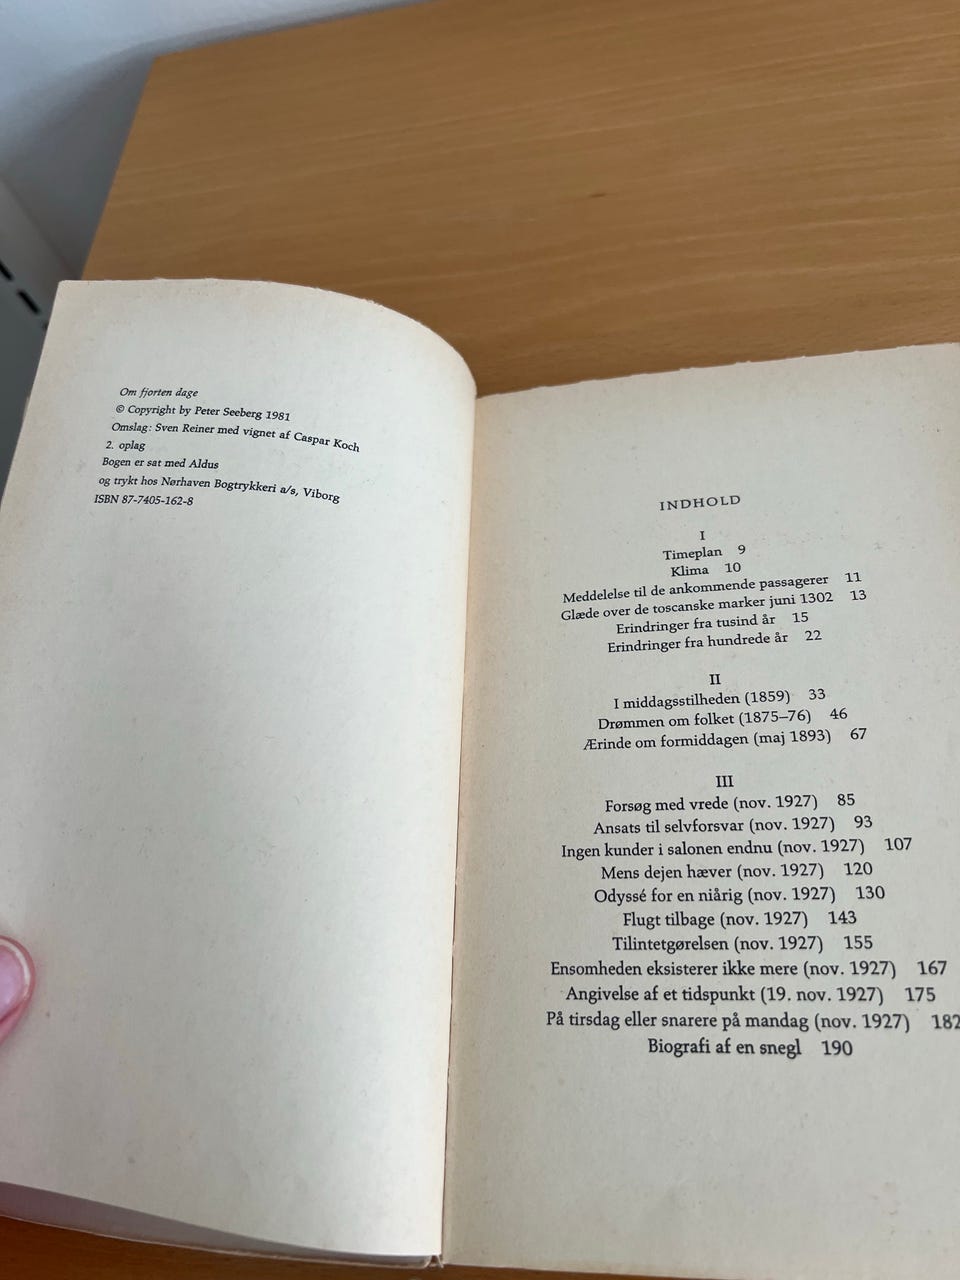 Om fjorten dage
© Copyright by Peter Seeberg 1981
Omslag: Sven Reiner med vignet af Caspar Koch
2. oplag
Bogen er sat med Aldus
og trykt hos Nørhaven Bogtrykkeri a/s, Viborg
ISBN 87-7405-162-8
INDHOLD
I
Timeplan 9
Klima 10
Meddelelse til de ankommende passagerer 11
Glæde over de toscanske marker juni 1302 13
Erindringer fra tusind år 15
Erindringer fra hundrede år 22
II
I middagsstilheden (1859) 33
Drømmen om folket (1875–76) 46
Ærinde om formiddagen (maj 1893) 67
III
Forsøg med vrede (nov. 1927) 85
Ansats til selvforsvar (nov. 1927) 93
Ingen kunder i salonen endnu (nov. 1927) 107
Mens dejen hæver (nov. 1927) 120
Odyssé for en niårig (nov. 1927) 130
Flugt tilbage (nov. 1927) 143
Tilintetgørelsen (nov. 1927) 155
Ensomheden eksisterer ikke mere (nov. 1927) 167
Angivelse af et tidspunkt (19. nov. 1927) 175
På tirsdag eller snarere på mandag (nov. 1927) 182
Biografi af en snegl 190